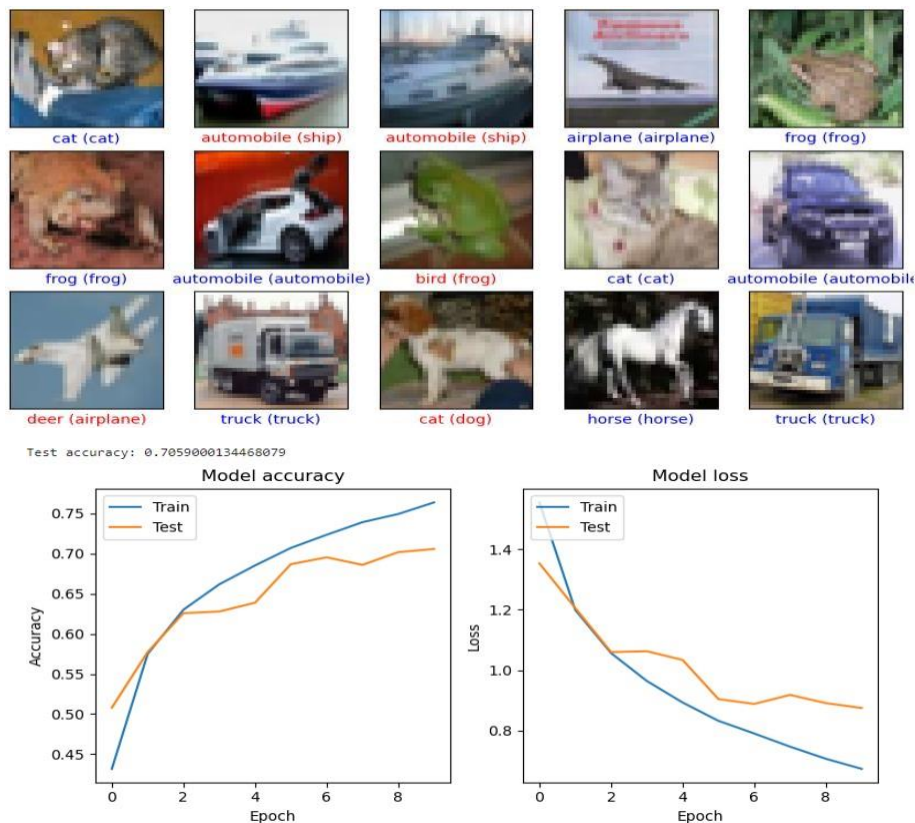 cat (cat)
automobile (ship)
automobile (ship)
airplane (airplane)
frog (frog)
frog (frog)
automobile (automobile)
bird (frog)
cat (cat)
automobile (automobile
deer (airplane)
truck (truck)
cat (dog)
horse (horse)
truck (truck)
Test accuracy: 0.7059000134468079
Model accuracy
Train
Test
0.75
0.70
0.65
0.60
0.55
0.50
0.45
Accuracy
0 2 4 6 8
Epoch
Model loss
Train
Test
1.4
1.2
1.0
0.8
Loss
0 2 4 6 8
Epoch